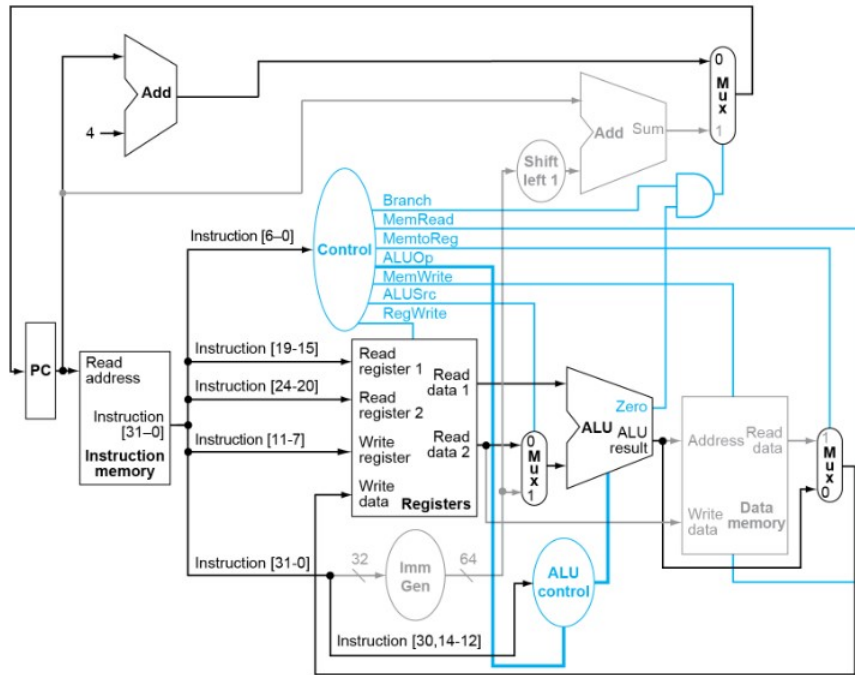 0
Mux
1
Add
4
Add Sum
Shift
left 1
Branch
MemRead
MemtoReg
ALUOp
MemWrite
ALUSrc
RegWrite
Control
Instruction [6–0]
PC
Read
address
Instruction
[31–0]
Instruction
memory
Instruction [19-15]
Instruction [24-20]
Instruction [11-7]
Read
register 1
Read
register 2
Write
register
Write
data
Read
data 1
Read
data 2
Registers
0
Mux
1
Zero
ALU
ALU
result
Address
Read
data
Write
data
Data
memory
1
Mux
0
Instruction [31-0]
32
Imm
Gen
64
ALU
control
Instruction [30,14-12]